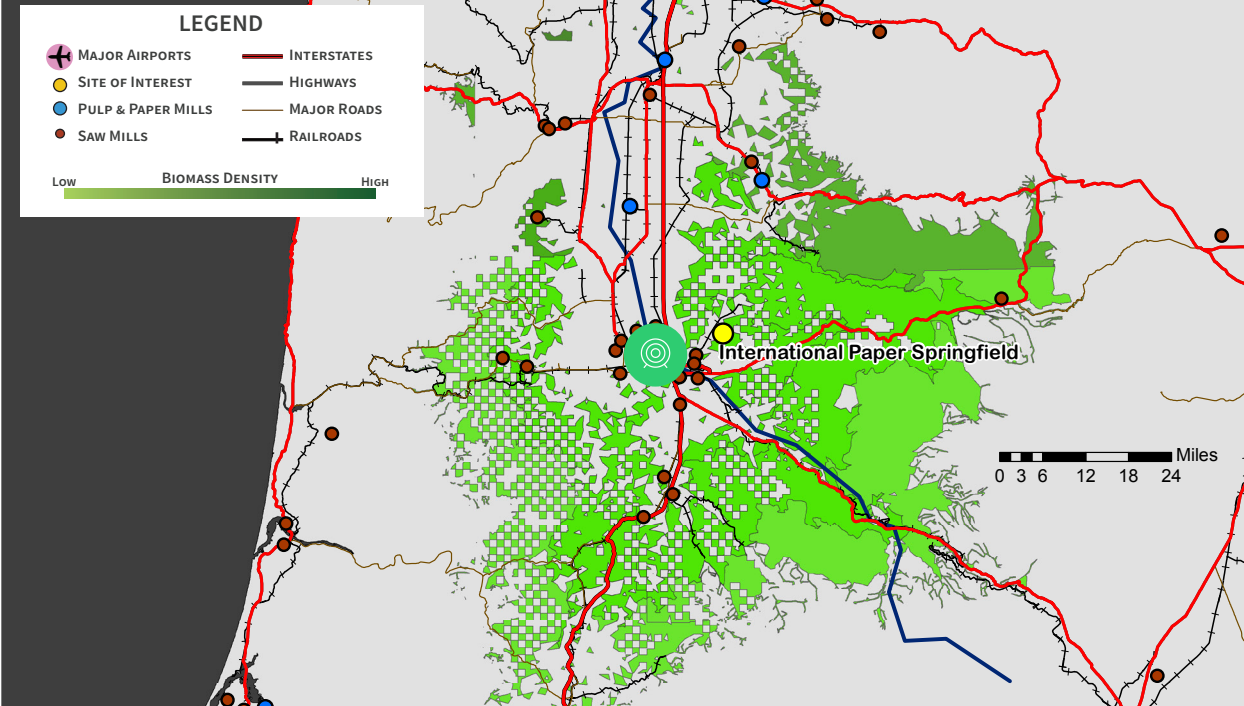 LEGEND
MAJOR AIRPORTS
INTERSTATES
SITE OF INTEREST
HIGHWAYS
PULP & PAPER MILLS
MAJOR ROADS
SAW MILLS
RAILROADS
BIOMASS DENSITY
LOW
HIGH
International Paper Springfield
Miles
0 3 6 12 18 24